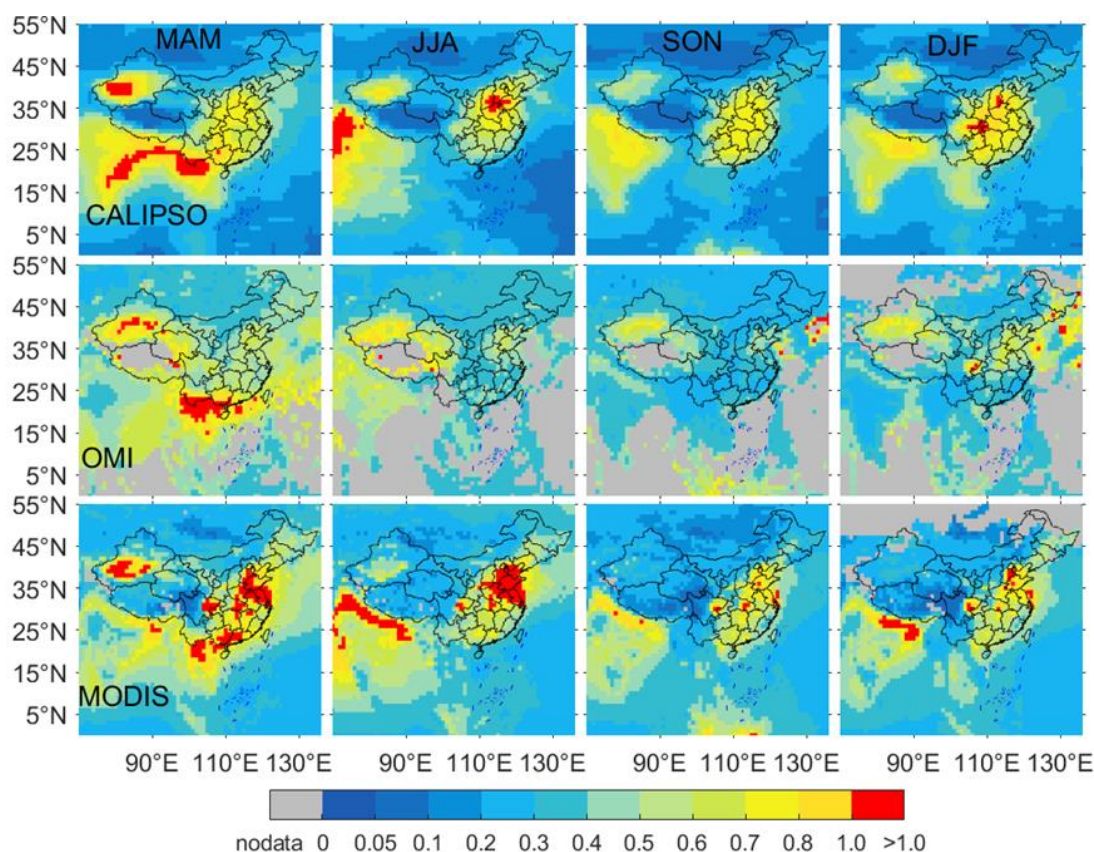 MAM JJA SON DJF
55°N
45°N
35°N
25°N
15°N
5°N
CALIPSO
55°N
45°N
35°N
25°N
15°N
5°N
OMI
55°N
45°N
35°N
25°N
15°N
5°N
MODIS
90°E 110°E 130°E 90°E 110°E 130°E 90°E 110°E 130°E 90°E 110°E 130°E
nodata 0 0.05 0.1 0.2 0.3 0.4 0.5 0.6 0.7 0.8 1.0 >1.0